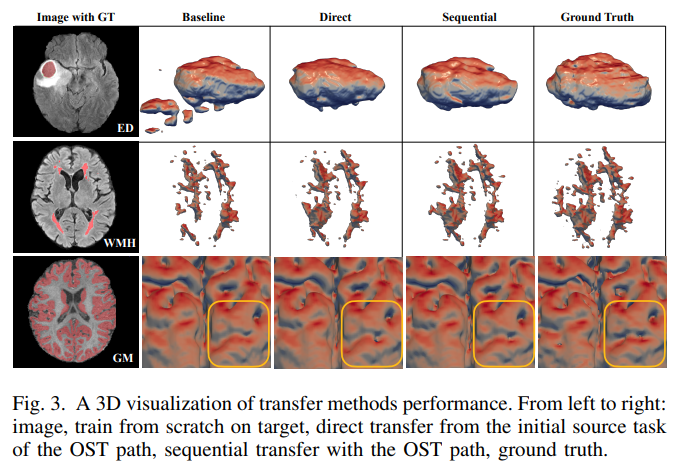 Image with GT Baseline Direct Sequential Ground Truth
ED
WMH
GM
Fig. 3. A 3D visualization of transfer methods performance. From left to right:
image, train from scratch on target, direct transfer from the initial source task
of the OST path, sequential transfer with the OST path, ground truth.